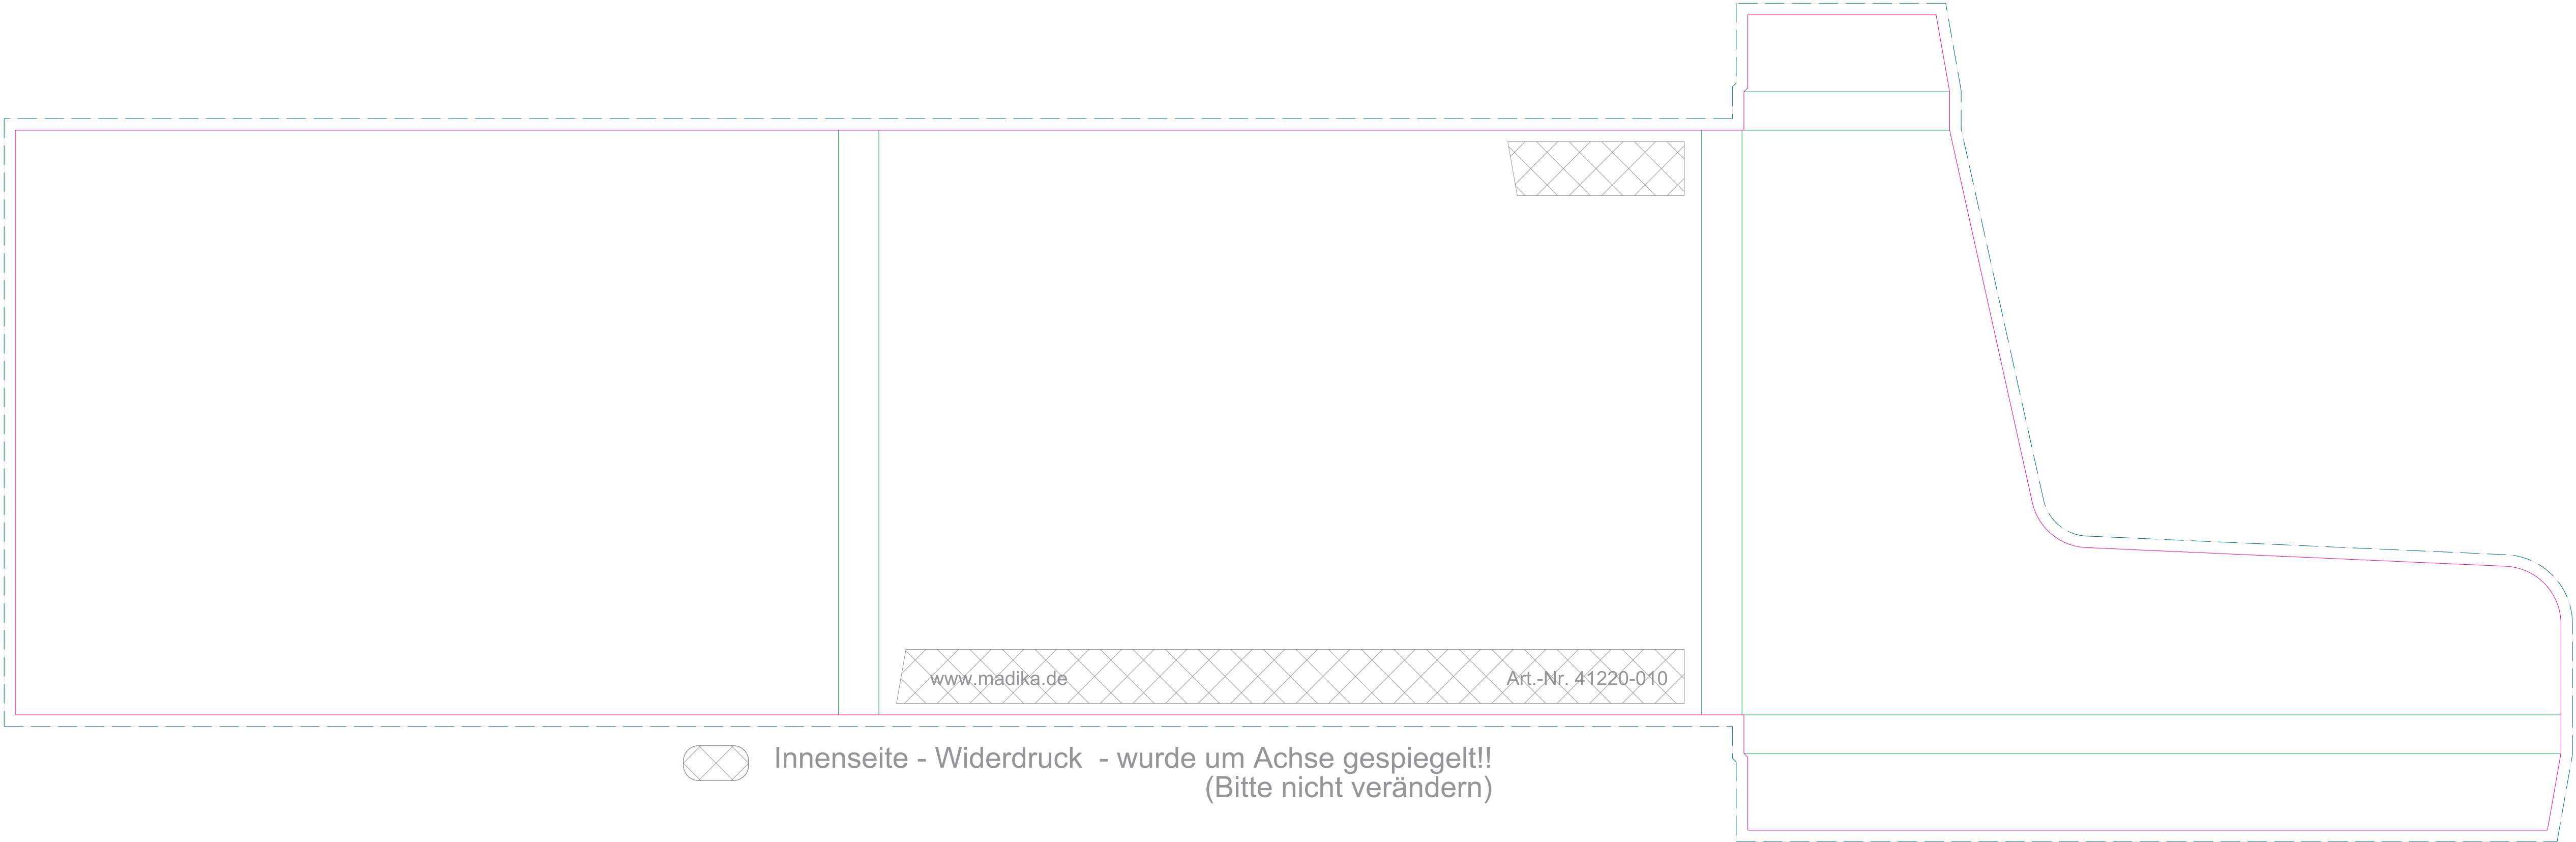 www.madika.de Art.-Nr. 41220-010
Innenseite - Widerdruck - wurde um Achse gespiegelt!!
(Bitte nicht verändern)